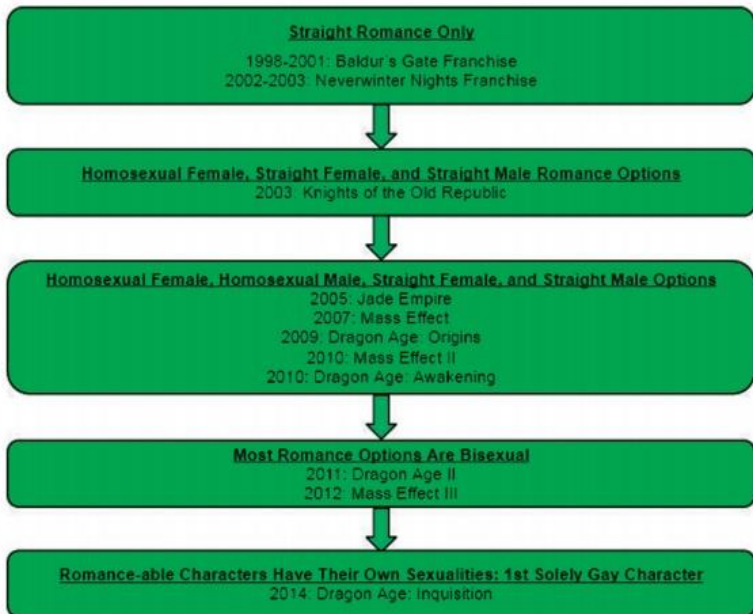 Straight Romance Only
1998-2001: Baldur's Gate Franchise
2002-2003: Neverwinter Nights Franchise
Homosexual Female, Straight Female, and Straight Male Romance Options
2003: Knights of the Old Republic
Homosexual Female, Homosexual Male, Straight Female, and Straight Male Options
2005: Jade Empire
2007: Mass Effect
2009: Dragon Age: Origins
2010: Mass Effect II
2010: Dragon Age: Awakening
Most Romance Options Are Bisexual
2011: Dragon Age II
2012: Mass Effect III
Romance-able Characters Have Their Own Sexualities: 1st Solely Gay Character
2014: Dragon Age: Inquisition